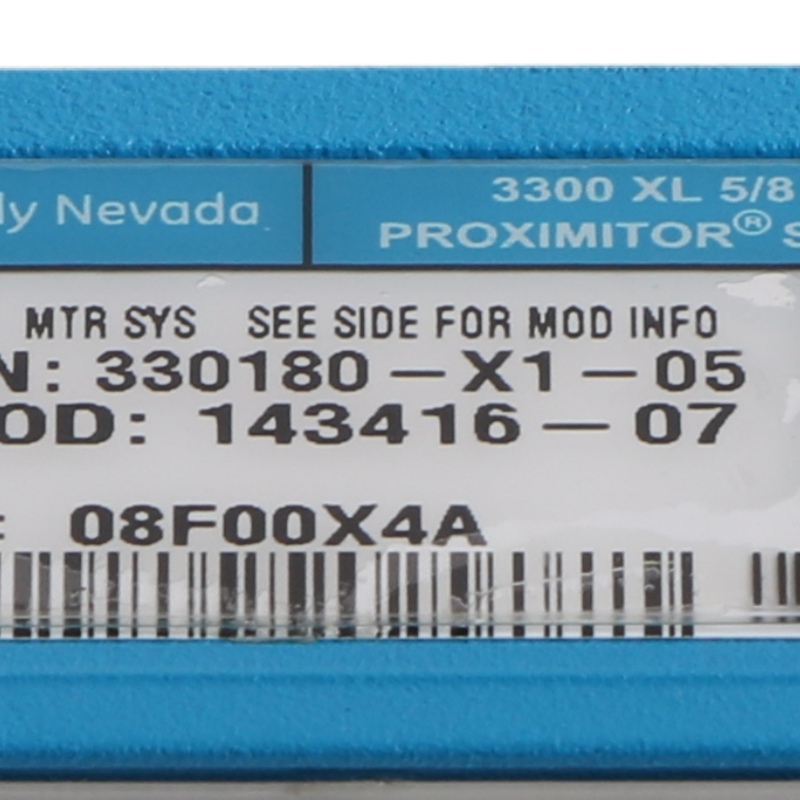 ly Nevada
3300 XL 5/8
PROXIMITOR® S
MTR SYS SEE SIDE FOR MOD INFO
N: 330180-X1-05
OD: 143416-07
: 08F00X4A